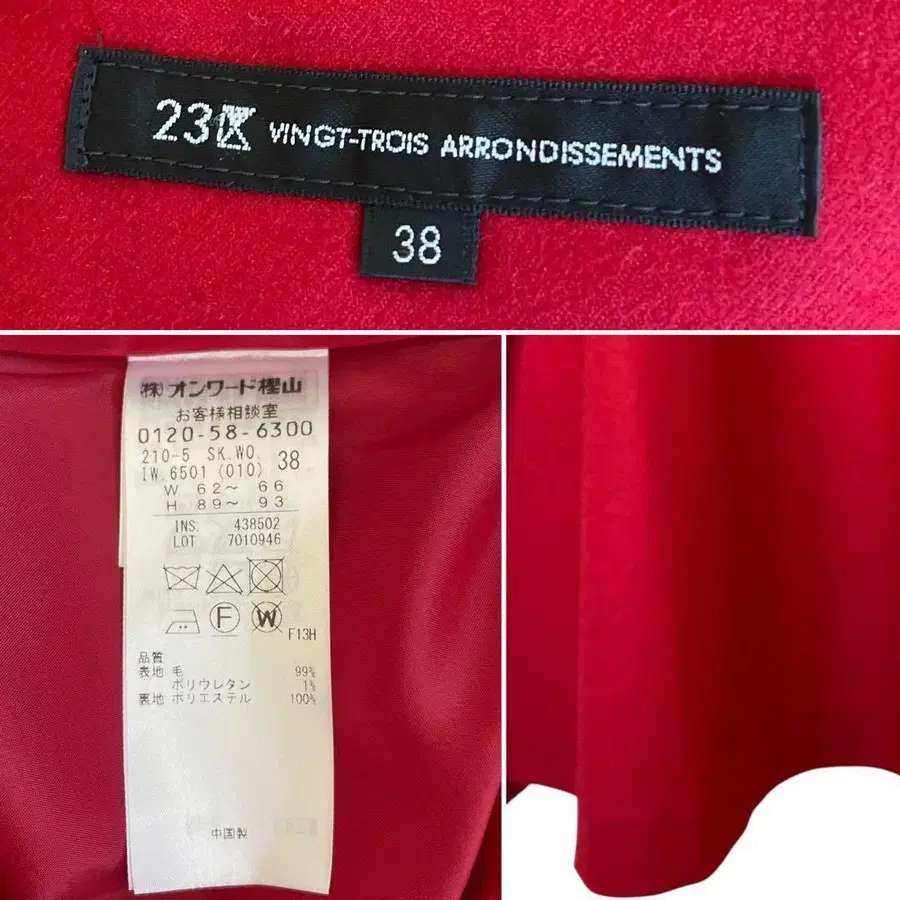 23区 VINGT-TROIS ARRONDISSEMENTS
38
㈱オンワード樫山
お客様相談室
0120-58-6300
210-5 SK.WO.
IW.6501 (010) 38
W 62～ 66
H 89～ 93
INS. 438502
LOT 7010946
F W
F13H
品質
表地 毛 99%
ポリウレタン 1%
裏地 ポリエステル 100%
中国製